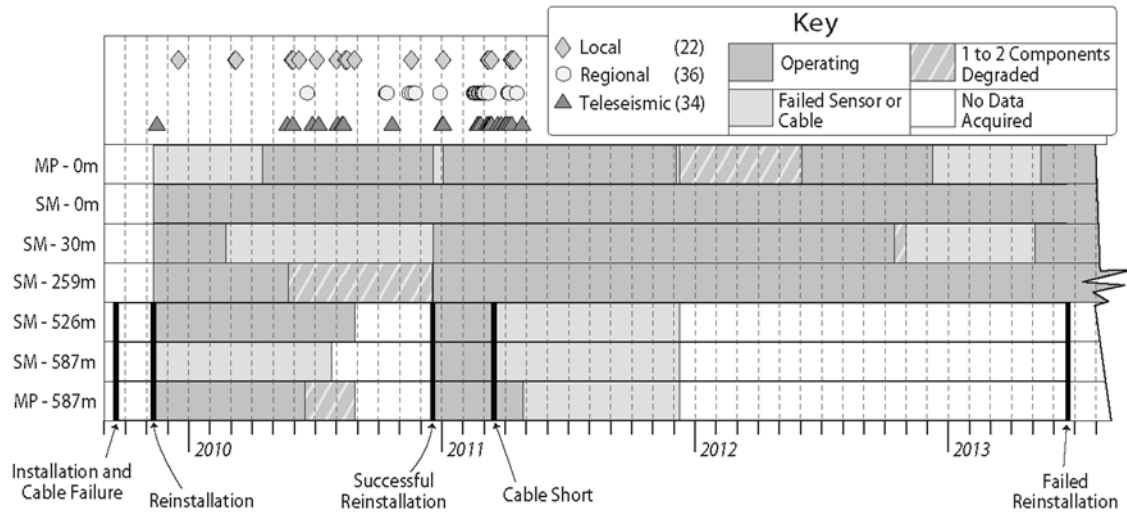 Key
Local (22)
Regional (36)
Teleseismic (34)
Operating
1 to 2 Components
Degraded
Failed Sensor or
Cable
No Data
Acquired
MP - 0m
SM - 0m
SM - 30m
SM - 259m
SM - 526m
SM - 587m
MP - 587m
2010
2011
2012
2013
Installation and
Cable Failure
Reinstallation
Successful
Reinstallation
Cable Short
Failed
Reinstallation